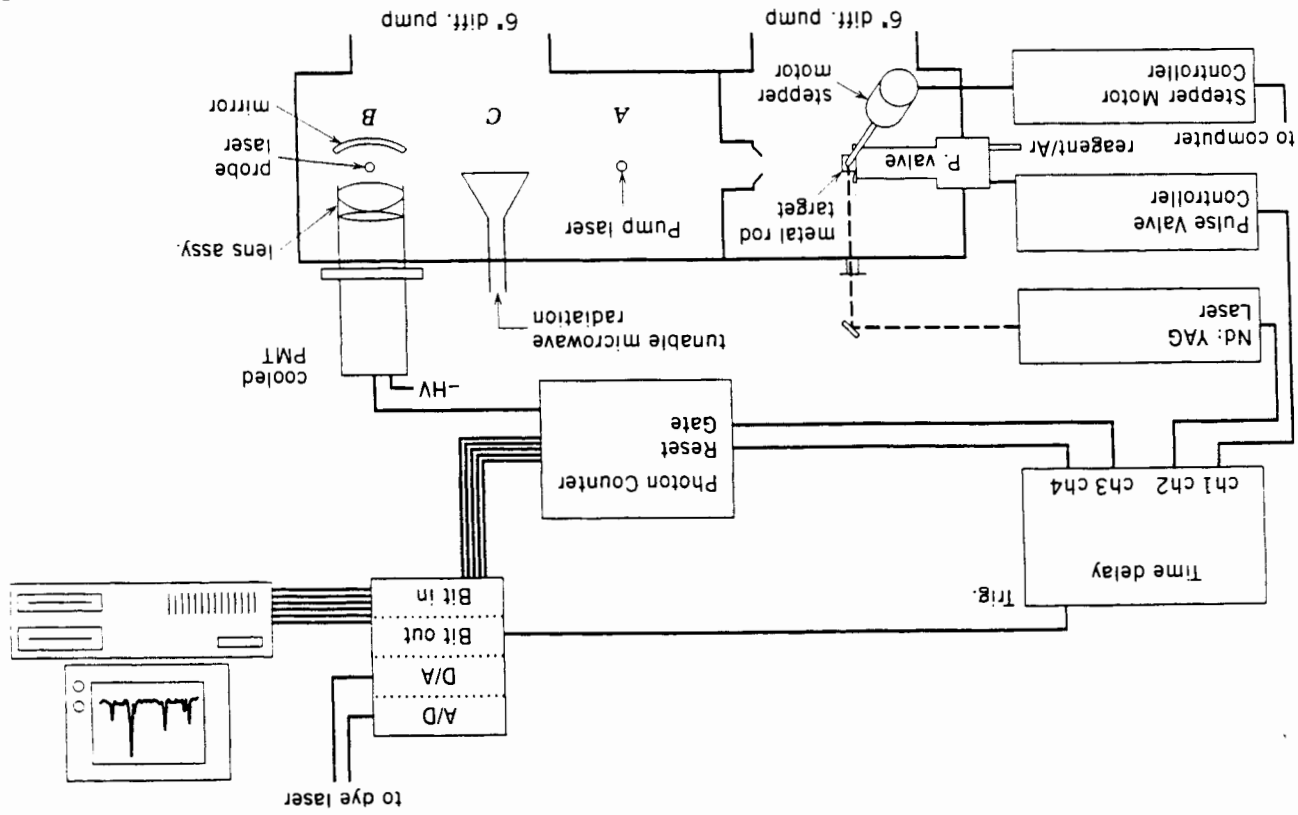 to dye laser
A/D
D/A
Bit out
Bit in
Trig.
Time delay
ch1 ch2 ch3 ch4
Photon Counter
Reset
Gate
-HV
cooled
PMT
Nd: YAG
Laser
tunable microwave
radiation
Pulse Valve
Controller
metal rod
target
Pump laser
lens assy.
P. valve
reagent/Ar
probe
laser
A
C
B
mirror
to computer
Stepper Motor
Controller
stepper
motor
6" diff. pump
6" diff. pump